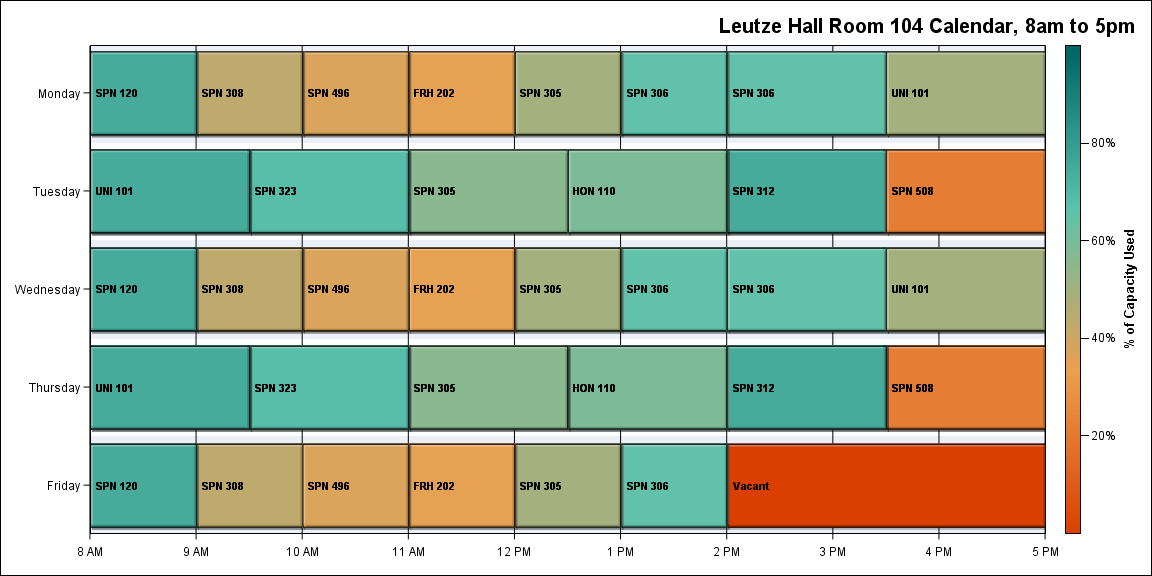 Leutze Hall Room 104 Calendar, 8am to 5pm
Monday
SPN 120
SPN 308
SPN 496
FRH 202
SPN 305
SPN 306
SPN 306
UNI 101
Tuesday
UNI 101
SPN 323
SPN 305
HON 110
SPN 312
SPN 508
Wednesday
SPN 120
SPN 308
SPN 496
FRH 202
SPN 305
SPN 306
SPN 306
UNI 101
Thursday
UNI 101
SPN 323
SPN 305
HON 110
SPN 312
SPN 508
Friday
SPN 120
SPN 308
SPN 496
FRH 202
SPN 305
SPN 306
Vacant
8 AM
9 AM
10 AM
11 AM
12 PM
1 PM
2 PM
3 PM
4 PM
5 PM
80%
60%
40%
20%
% of Capacity Used